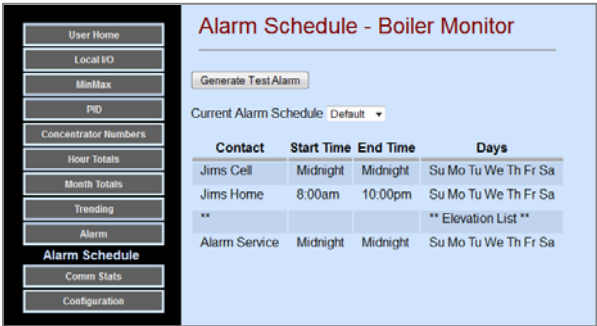 User Home
Local I/O
MinMax
PID
Concentrator Numbers
Hour Totals
Month Totals
Trending
Alarm
Alarm Schedule
Comm Stats
Configuration
Alarm Schedule - Boiler Monitor
Generate Test Alarm
Current Alarm Schedule Default
Contact Start Time End Time Days
Jims Cell Midnight Midnight Su Mo Tu We Th Fr Sa
Jims Home 8:00am 10:00pm Su Mo Tu We Th Fr Sa
** ** Elevation List **
Alarm Service Midnight Midnight Su Mo Tu We Th Fr Sa